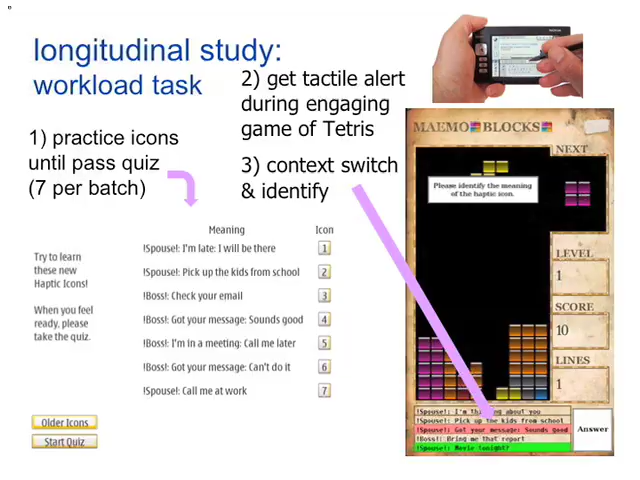 longitudinal study:
workload task
1) practice icons
until pass quiz
(7 per batch)
2) get tactile alert
during engaging
game of Tetris
3) context switch
& identify
Try to learn
these new
Haptic Icons!
When you feel
ready, please
take the quiz.
Meaning Icon
!Spouse!: I'm late: I will be there 1
!Spouse!: Pick up the kids from school 2
!Boss!: Check your email 3
!Boss!: Got your message: Sounds good 4
!Boss!: I'm in a meeting: Call me later 5
!Boss!: Got your message: Can't do it 6
!Spouse!: Call me at work 7
Older Icons
Start Quiz
MAEMO BLOCKS
NEXT
Please identify the meaning
of the haptic icon.
LEVEL
1
SCORE
10
LINES
1
!Spouse!: I'm thinking about you
!Spouse!: Pick up the kids from school
!Spouse!: Got your message: Sounds good
!Boss!: Bring me that report
!Spouse!: Movie tonight?
Answer